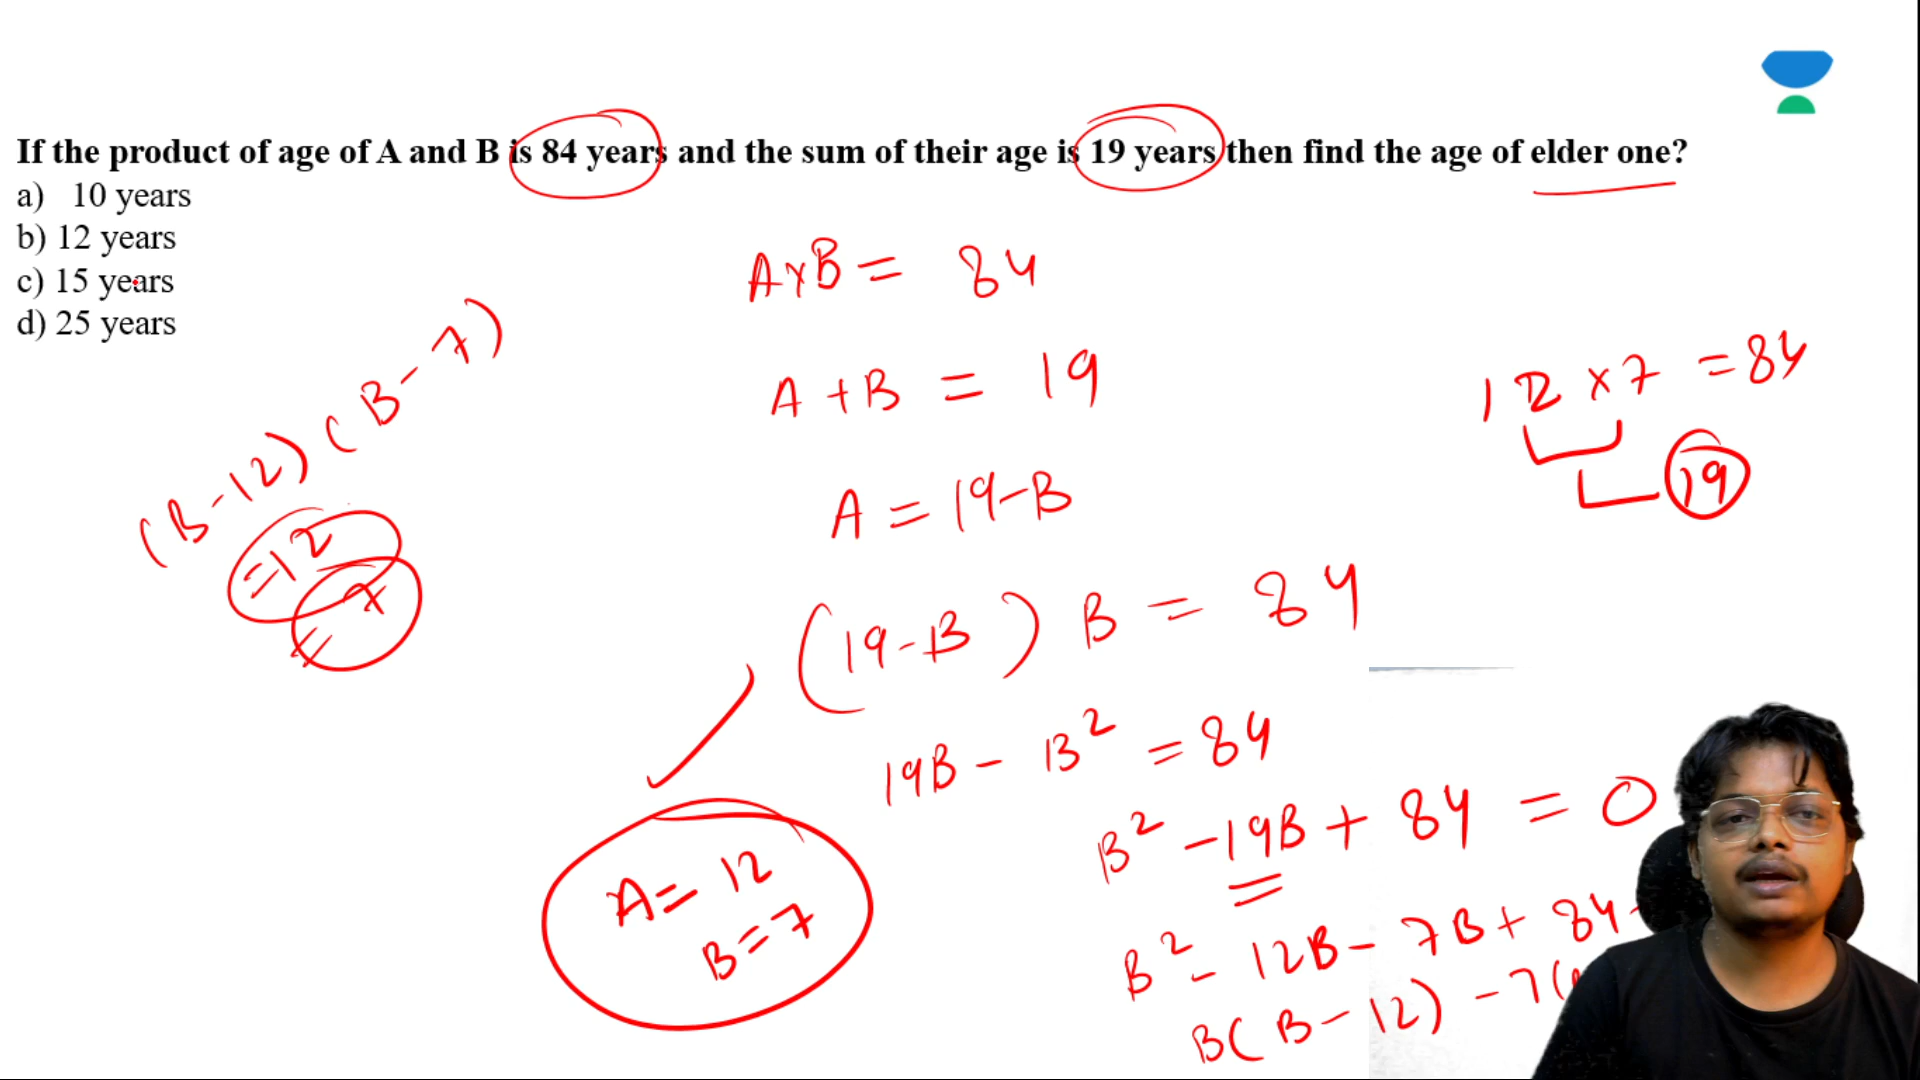 If the product of age of A and B is 84 years and the sum of their age is 19 years then find the age of elder one?
a) 10 years
b) 12 years
c) 15 years
d) 25 years
A×B = 84
A + B = 19
A = 19-B
(19-B) B = 84
19B - B² = 84
B² - 19B + 84 = 0
B² - 12B - 7B + 84
B(B-12) - 7(
(B-12) (B-7)
=12
= 7
A= 12
B=7
12 × 7 = 84
19